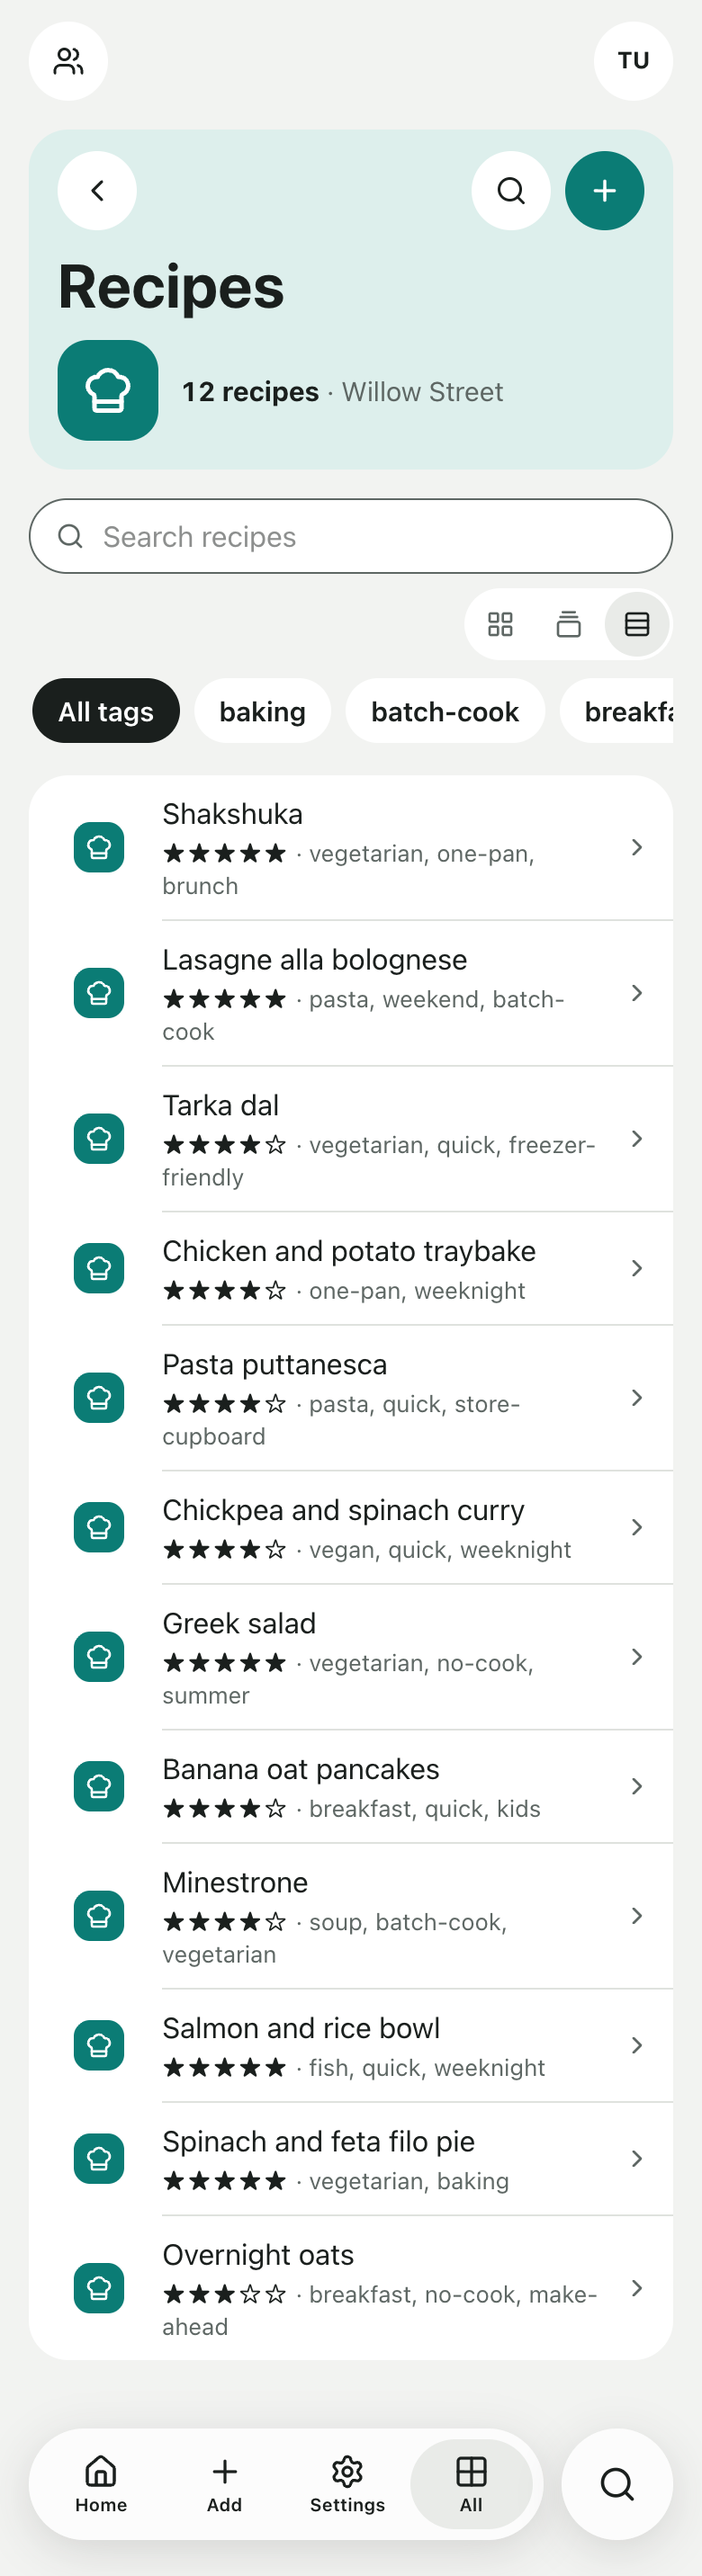 TU
Recipes
12 recipes · Willow Street
Search recipes
All tags
baking
batch-cook
breakfa
Shakshuka
★★★★★ · vegetarian, one-pan,
brunch
Lasagne alla bolognese
★★★★★ · pasta, weekend, batch-
cook
Tarka dal
★★★★☆ · vegetarian, quick, freezer-
friendly
Chicken and potato traybake
★★★★☆ · one-pan, weeknight
Pasta puttanesca
★★★★☆ · pasta, quick, store-
cupboard
Chickpea and spinach curry
★★★★☆ · vegan, quick, weeknight
Greek salad
★★★★★ · vegetarian, no-cook,
summer
Banana oat pancakes
★★★★☆ · breakfast, quick, kids
Minestrone
★★★★☆ · soup, batch-cook,
vegetarian
Salmon and rice bowl
★★★★★ · fish, quick, weeknight
Spinach and feta filo pie
★★★★★ · vegetarian, baking
Overnight oats
★★★☆☆ · breakfast, no-cook, make-
ahead
Home
Add
Settings
All